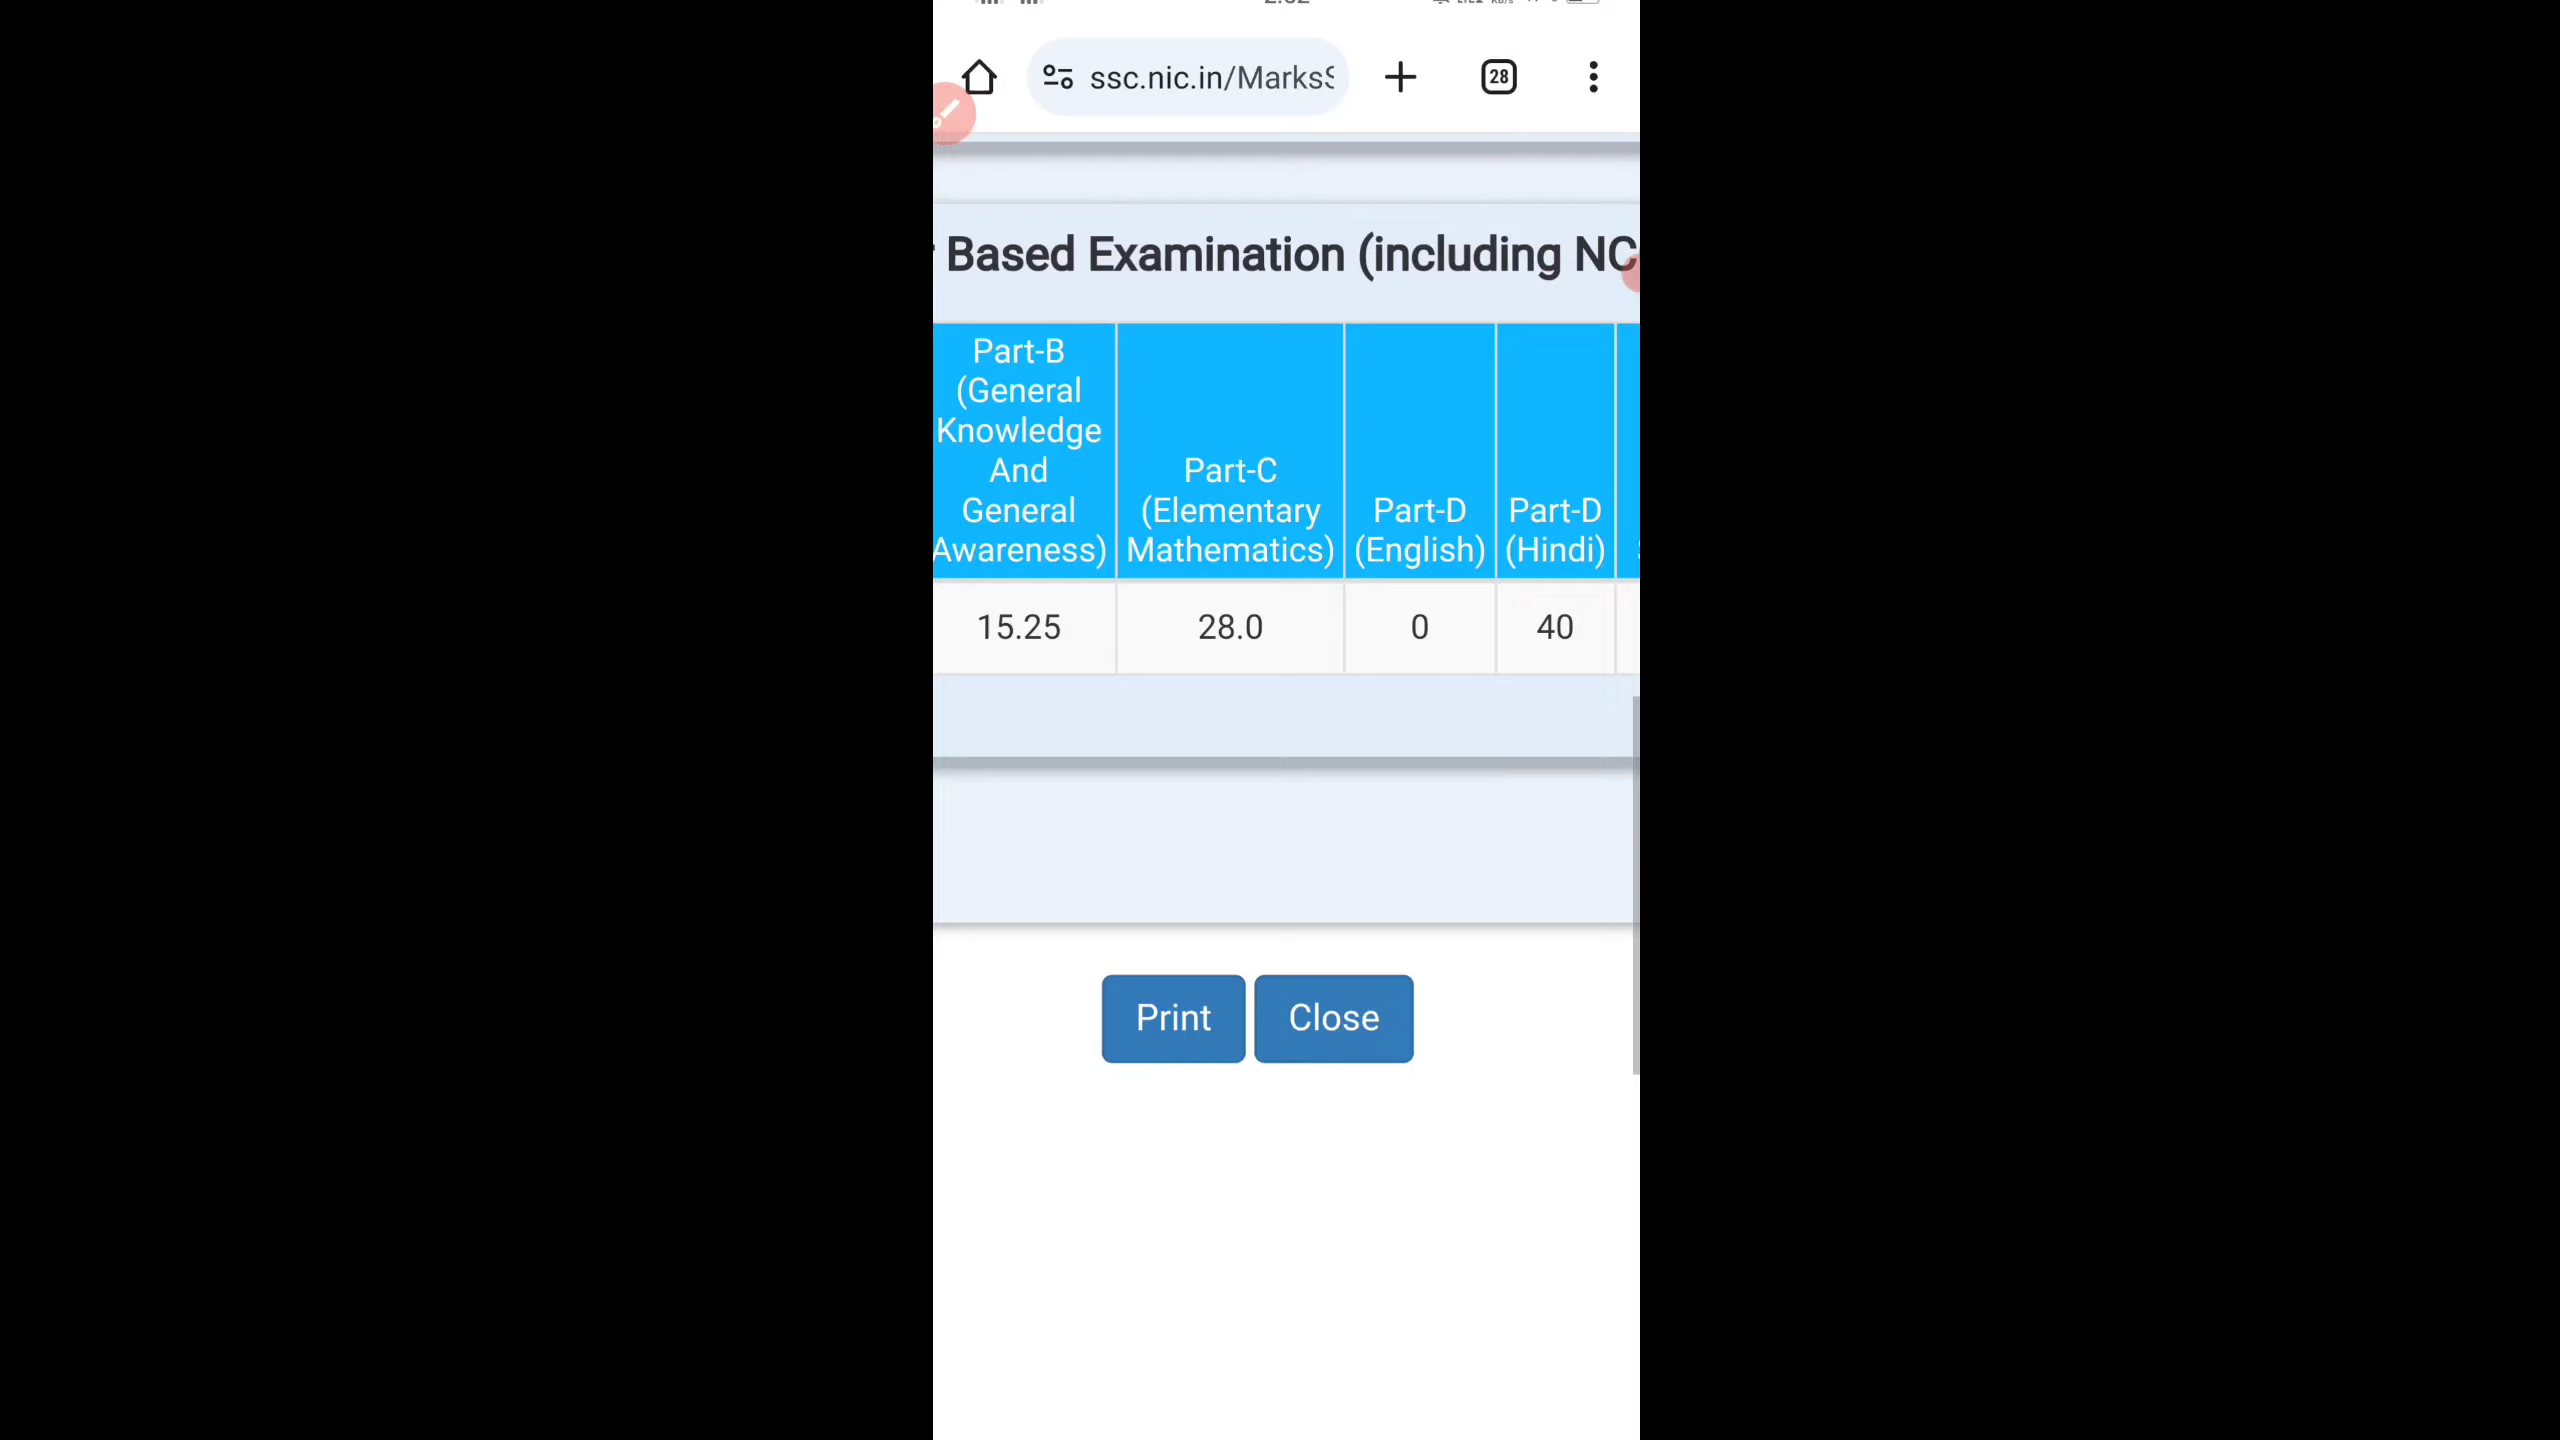 ssc.nic.in/Marks
28
Based Examination (including NC
Part-B
(General
Knowledge
And
General
Awareness)
Part-C
(Elementary
Mathematics)
Part-D
(English)
Part-D
(Hindi)
15.25
28.0
0
40
Print
Close